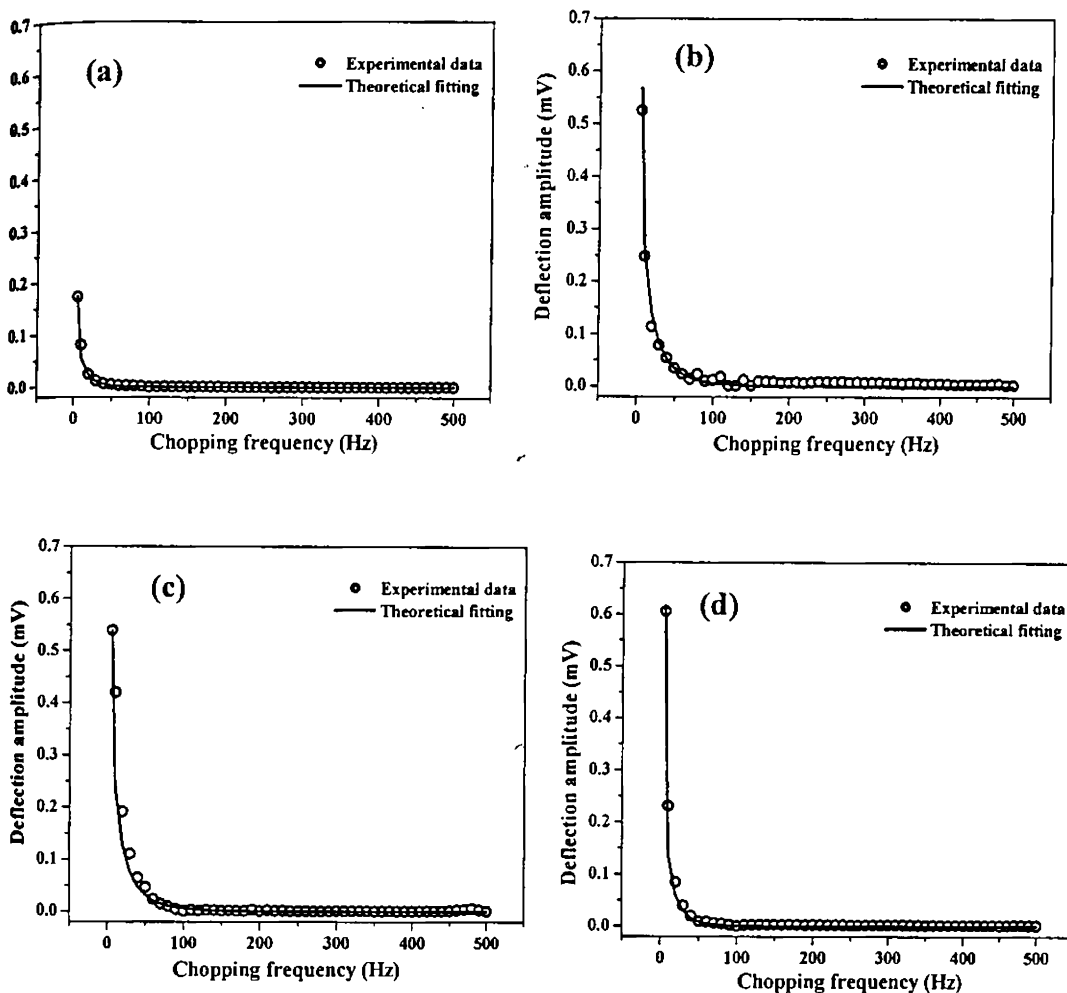 (a)
Experimental data
Theoretical fitting
0.7
0.6
0.5
0.4
0.3
0.2
0.1
0.0
0 100 200 300 400 500
Chopping frequency (Hz)
(b)
Experimental data
Theoretical fitting
Deflection amplitude (mV)
0.7
0.6
0.5
0.4
0.3
0.2
0.1
0.0
0 100 200 300 400 500
Chopping frequency (Hz)
(c)
Experimental data
Theoretical fitting
Deflection amplitude (mV)
0.7
0.6
0.5
0.4
0.3
0.2
0.1
0.0
0 100 200 300 400 500
Chopping frequency (Hz)
(d)
Experimental data
Theoretical fitting
Deflection amplitude (mV)
0.7
0.6
0.5
0.4
0.3
0.2
0.1
0.0
0 100 200 300 400 500
Chopping frequency (Hz)